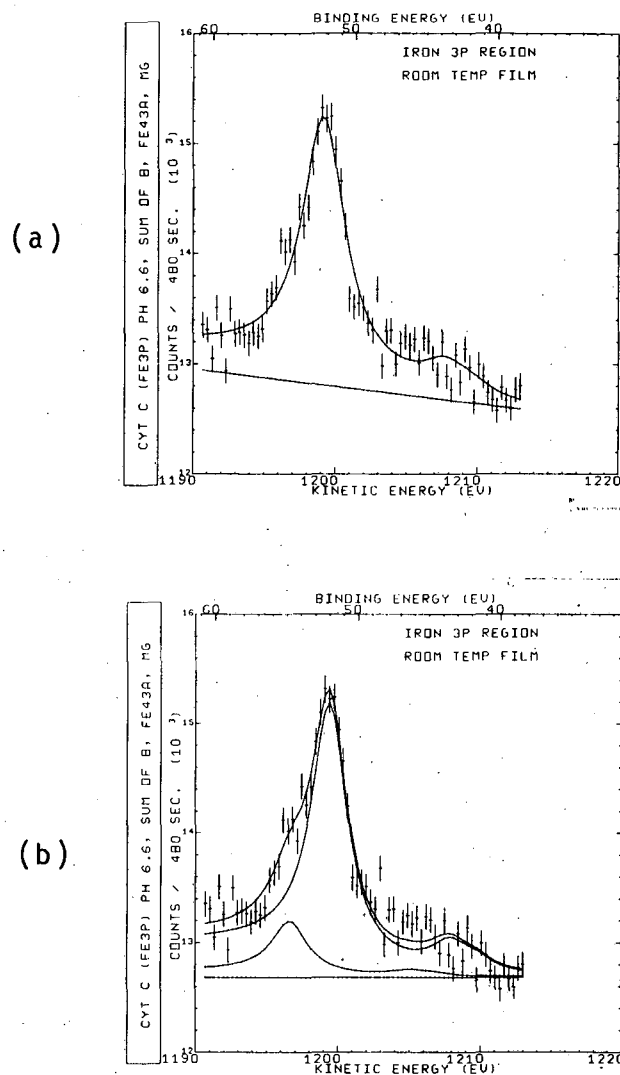 (a)
BINDING ENERGY (EV)
60 50 40
IRON 3P REGION
ROOM TEMP FILM
CYT C (FE3P) PH 6.6, SUM OF B, FE43A, MG
COUNTS / 480 SEC. (10 3)
16
15
14
13
12
1190 1200 1210 1220
KINETIC ENERGY (EV)
(b)
BINDING ENERGY (EV)
60 50 40
IRON 3P REGION
ROOM TEMP FILM
CYT C (FE3P) PH 6.6, SUM OF B, FE43A, MG
COUNTS / 480 SEC. (10 3)
16
15
14
13
12
1190 1200 1210 1220
KINETIC ENERGY (EV)